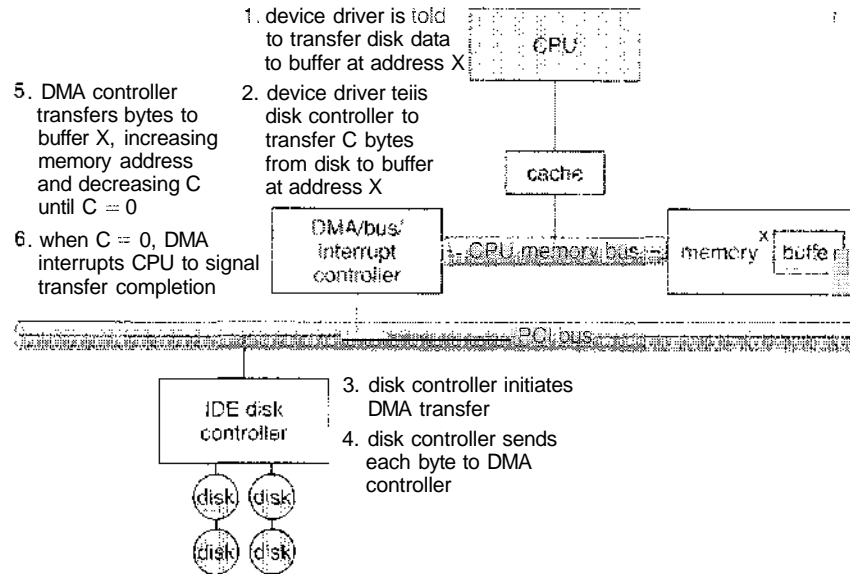 1. device driver is told
to transfer disk data
to buffer at address X
2. device driver teiis
disk controller to
transfer C bytes
from disk to buffer
at address X
5. DMA controller
transfers bytes to
buffer X, increasing
memory address
and decreasing C
until C = 0
6. when C = 0, DMA
interrupts CPU to signal
transfer completion
CPU
cache
DMA/bus/
interrupt
controller
CPU memory bus
memory
X
buffe
PCI bus
IDE disk
controller
3. disk controller initiates
DMA transfer
4. disk controller sends
each byte to DMA
controller
disk
disk
disk
disk